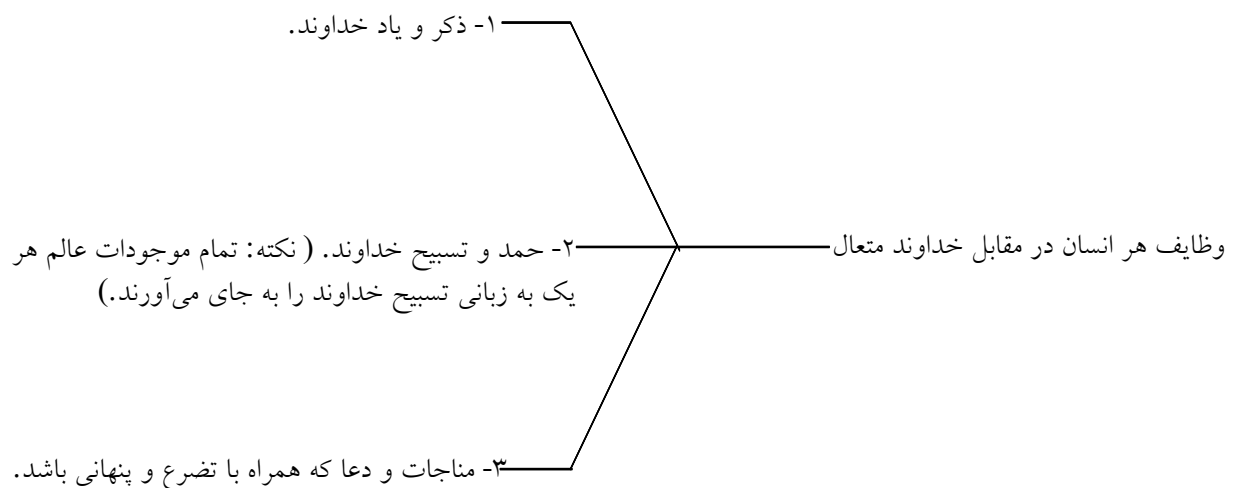 وظایف هر انسان در مقابل خداوند متعال
۱- ذکر و یاد خداوند.
۲- حمد و تسبیح خداوند. ( نکته: تمام موجودات عالم هر
یک به زبانی تسبیح خداوند را به جای می‌آورند.)
۳- مناجات و دعا که همراه با تضرع و پنهانی باشد.